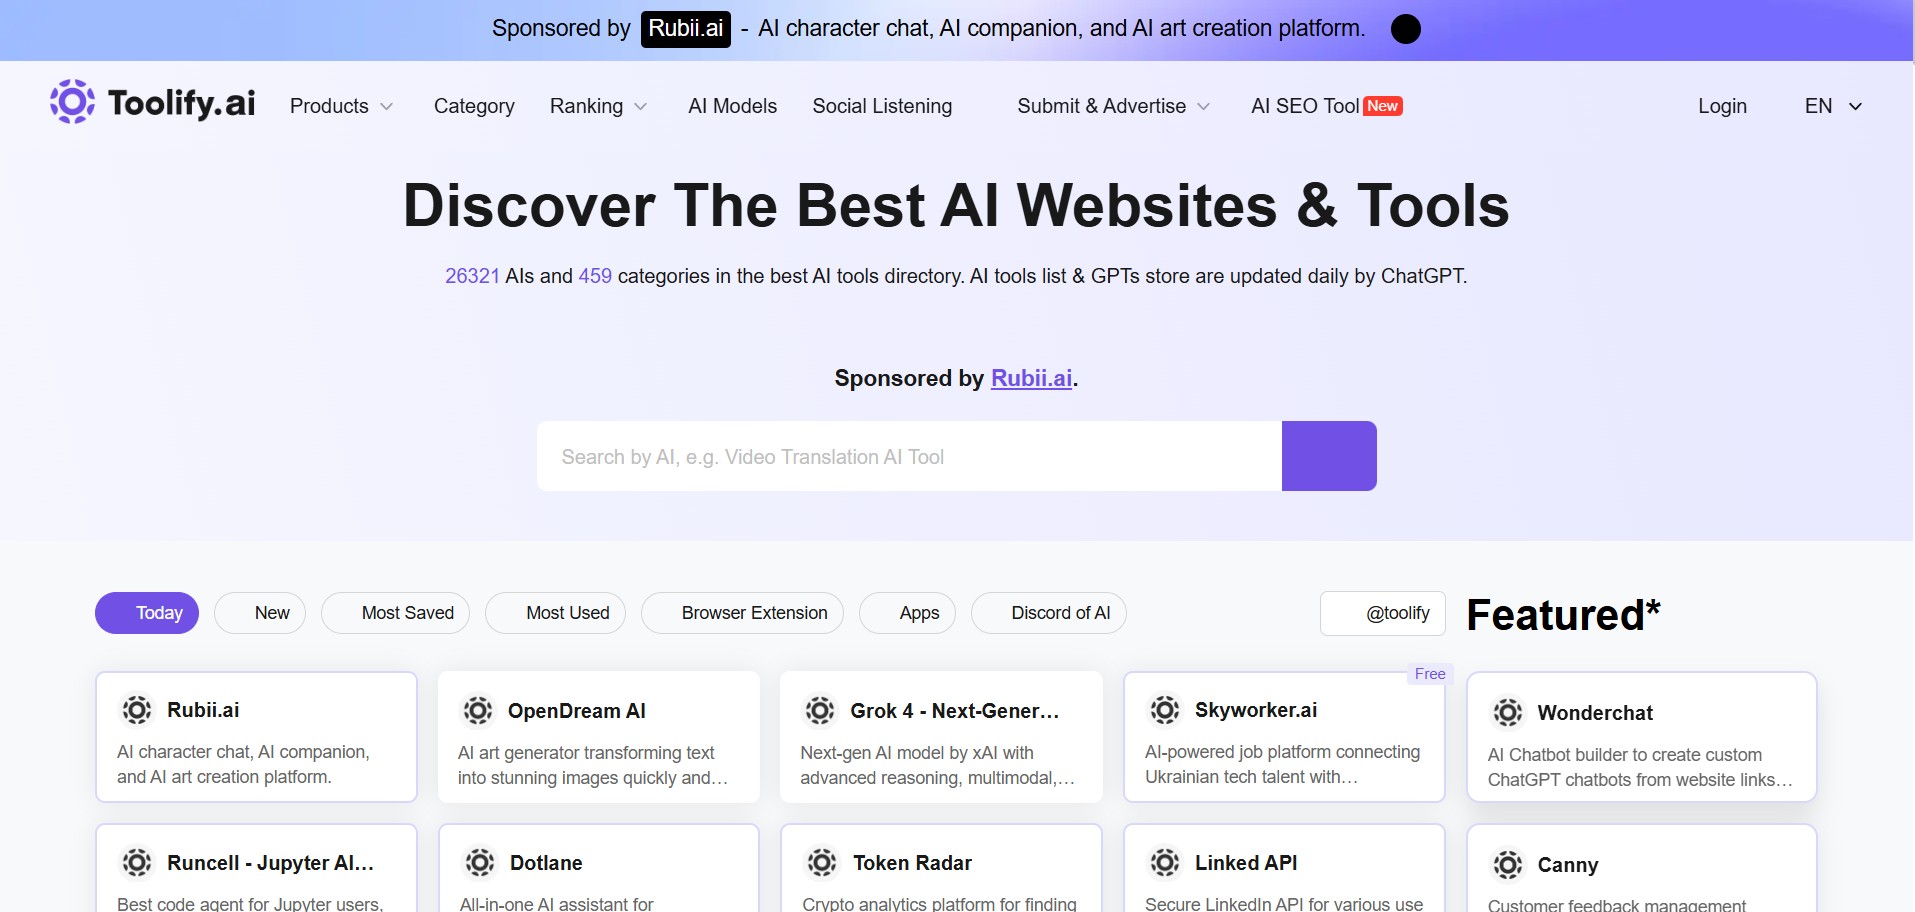 Sponsored by Rubii.ai - AI character chat, AI companion, and AI art creation platform.
Toolify.ai Products Category Ranking AI Models Social Listening Submit & Advertise AI SEO Tool New Login EN
Discover The Best AI Websites & Tools
26321 AIs and 459 categories in the best AI tools directory. AI tools list & GPTs store are updated daily by ChatGPT.
Sponsored by Rubii.ai.
Search by AI, e.g. Video Translation AI Tool
Today New Most Saved Most Used Browser Extension Apps Discord of AI @toolify Featured*
Rubii.ai
AI character chat, AI companion,
and AI art creation platform.
OpenDream AI
AI art generator transforming text
into stunning images quickly and…
Grok 4 - Next-Gener…
Next-gen AI model by xAI with
advanced reasoning, multimodal,…
Free
Skyworker.ai
AI-powered job platform connecting
Ukrainian tech talent with…
Wonderchat
AI Chatbot builder to create custom
ChatGPT chatbots from website links…
Runcell - Jupyter AI…
Best code agent for Jupyter users,
Dotlane
All-in-one AI assistant for
Token Radar
Crypto analytics platform for finding
Linked API
Secure LinkedIn API for various use
Canny
Customer feedback management